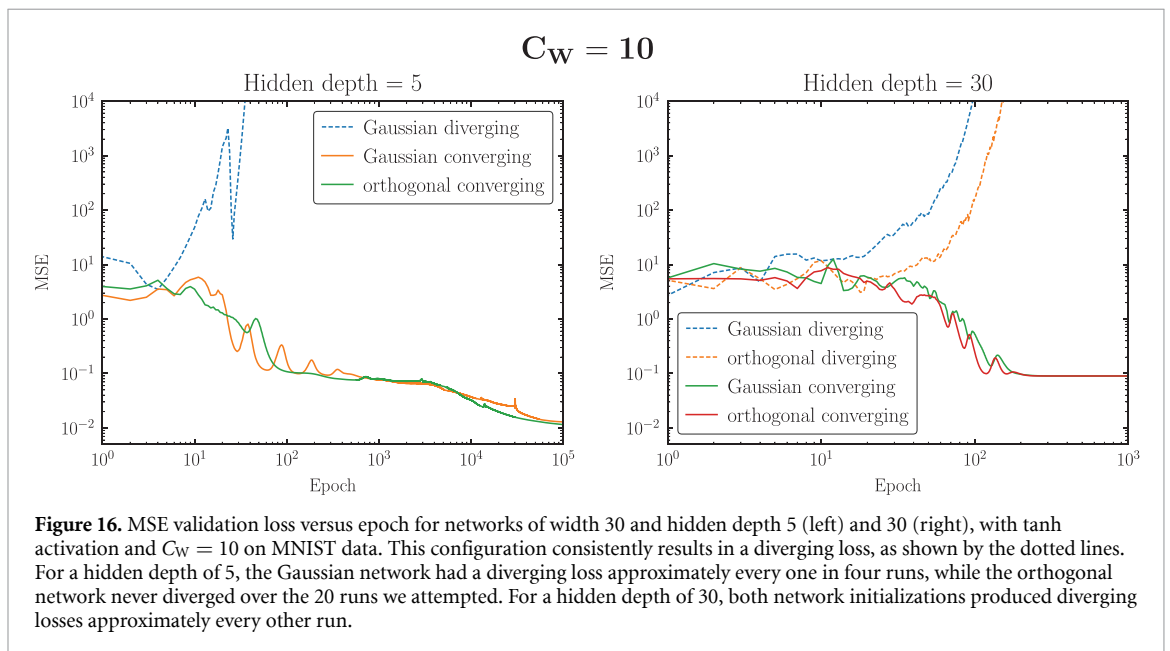 C_W = 10
Hidden depth = 5
Hidden depth = 30
10^4
10^3
10^2
10^1
10^0
10^-1
10^-2
MSE
Gaussian diverging
Gaussian converging
orthogonal converging
10^0 10^1 10^2 10^3 10^4 10^5
Epoch
10^4
10^3
10^2
10^1
10^0
10^-1
10^-2
MSE
Gaussian diverging
orthogonal diverging
Gaussian converging
orthogonal converging
10^0 10^1 10^2 10^3
Epoch
Figure 16. MSE validation loss versus epoch for networks of width 30 and hidden depth 5 (left) and 30 (right), with tanh
activation and C_W = 10 on MNIST data. This configuration consistently results in a diverging loss, as shown by the dotted lines.
For a hidden depth of 5, the Gaussian network had a diverging loss approximately every one in four runs, while the orthogonal
network never diverged over the 20 runs we attempted. For a hidden depth of 30, both network initializations produced diverging
losses approximately every other run.